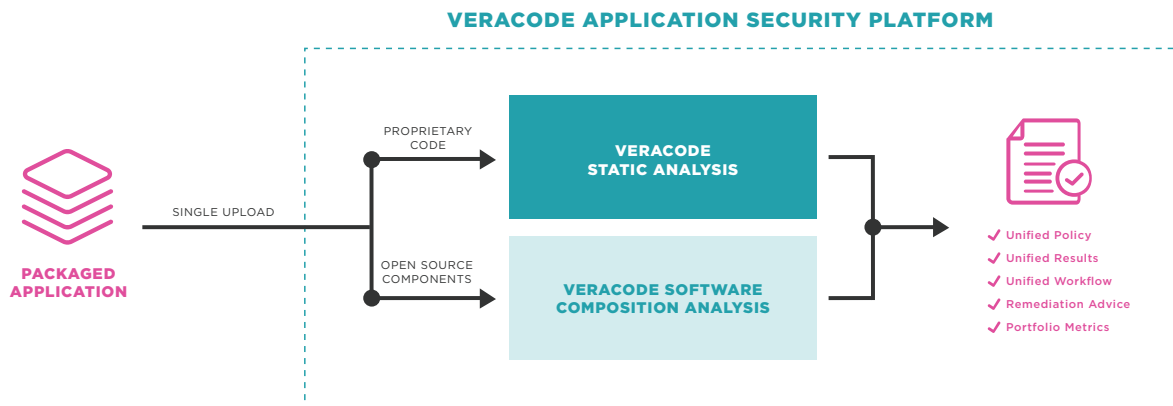 VERACODE APPLICATION SECURITY PLATFORM
PACKAGED
APPLICATION
SINGLE UPLOAD
PROPRIETARY
CODE
OPEN SOURCE
COMPONENTS
VERACODE
STATIC ANALYSIS
VERACODE SOFTWARE
COMPOSITION ANALYSIS
Unified Policy
Unified Results
Unified Workflow
Remediation Advice
Portfolio Metrics